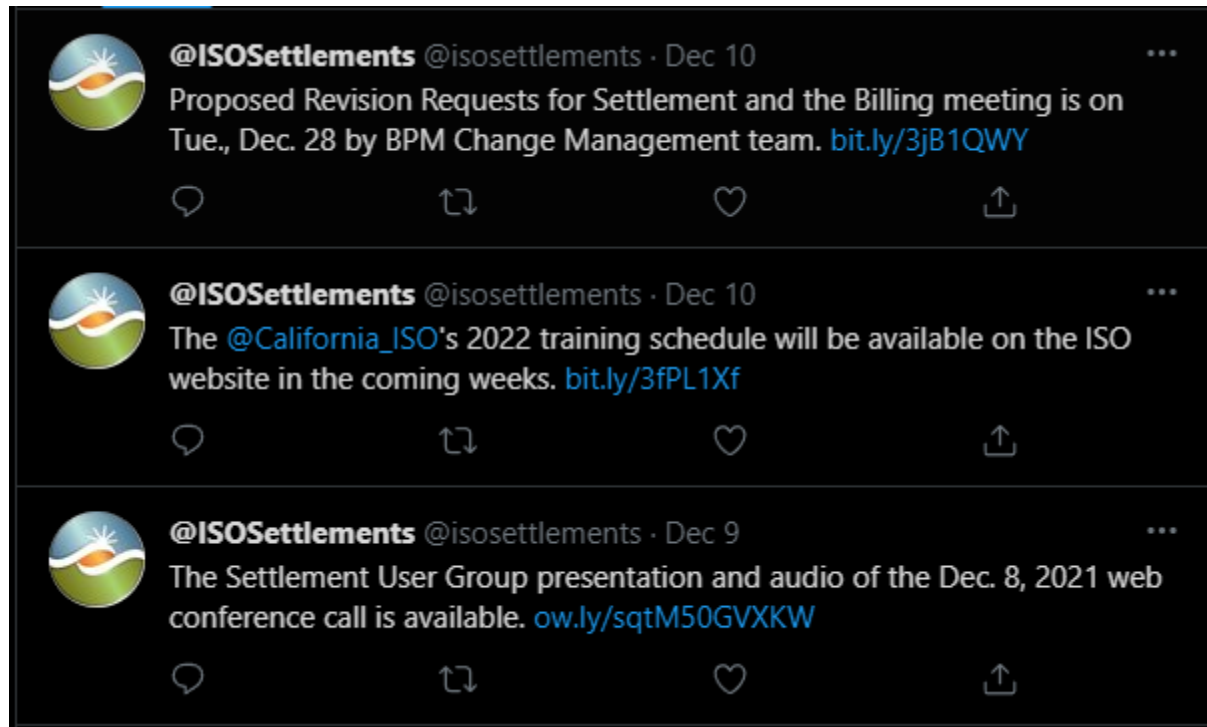 @ISOSettlements @isosettlements · Dec 10
Proposed Revision Requests for Settlement and the Billing meeting is on
Tue., Dec. 28 by BPM Change Management team. bit.ly/3jB1QWY
@ISOSettlements @isosettlements · Dec 10
The @California_ISO's 2022 training schedule will be available on the ISO
website in the coming weeks. bit.ly/3fPL1Xf
@ISOSettlements @isosettlements · Dec 9
The Settlement User Group presentation and audio of the Dec. 8, 2021 web
conference call is available. ow.ly/sqtM50GVXKW